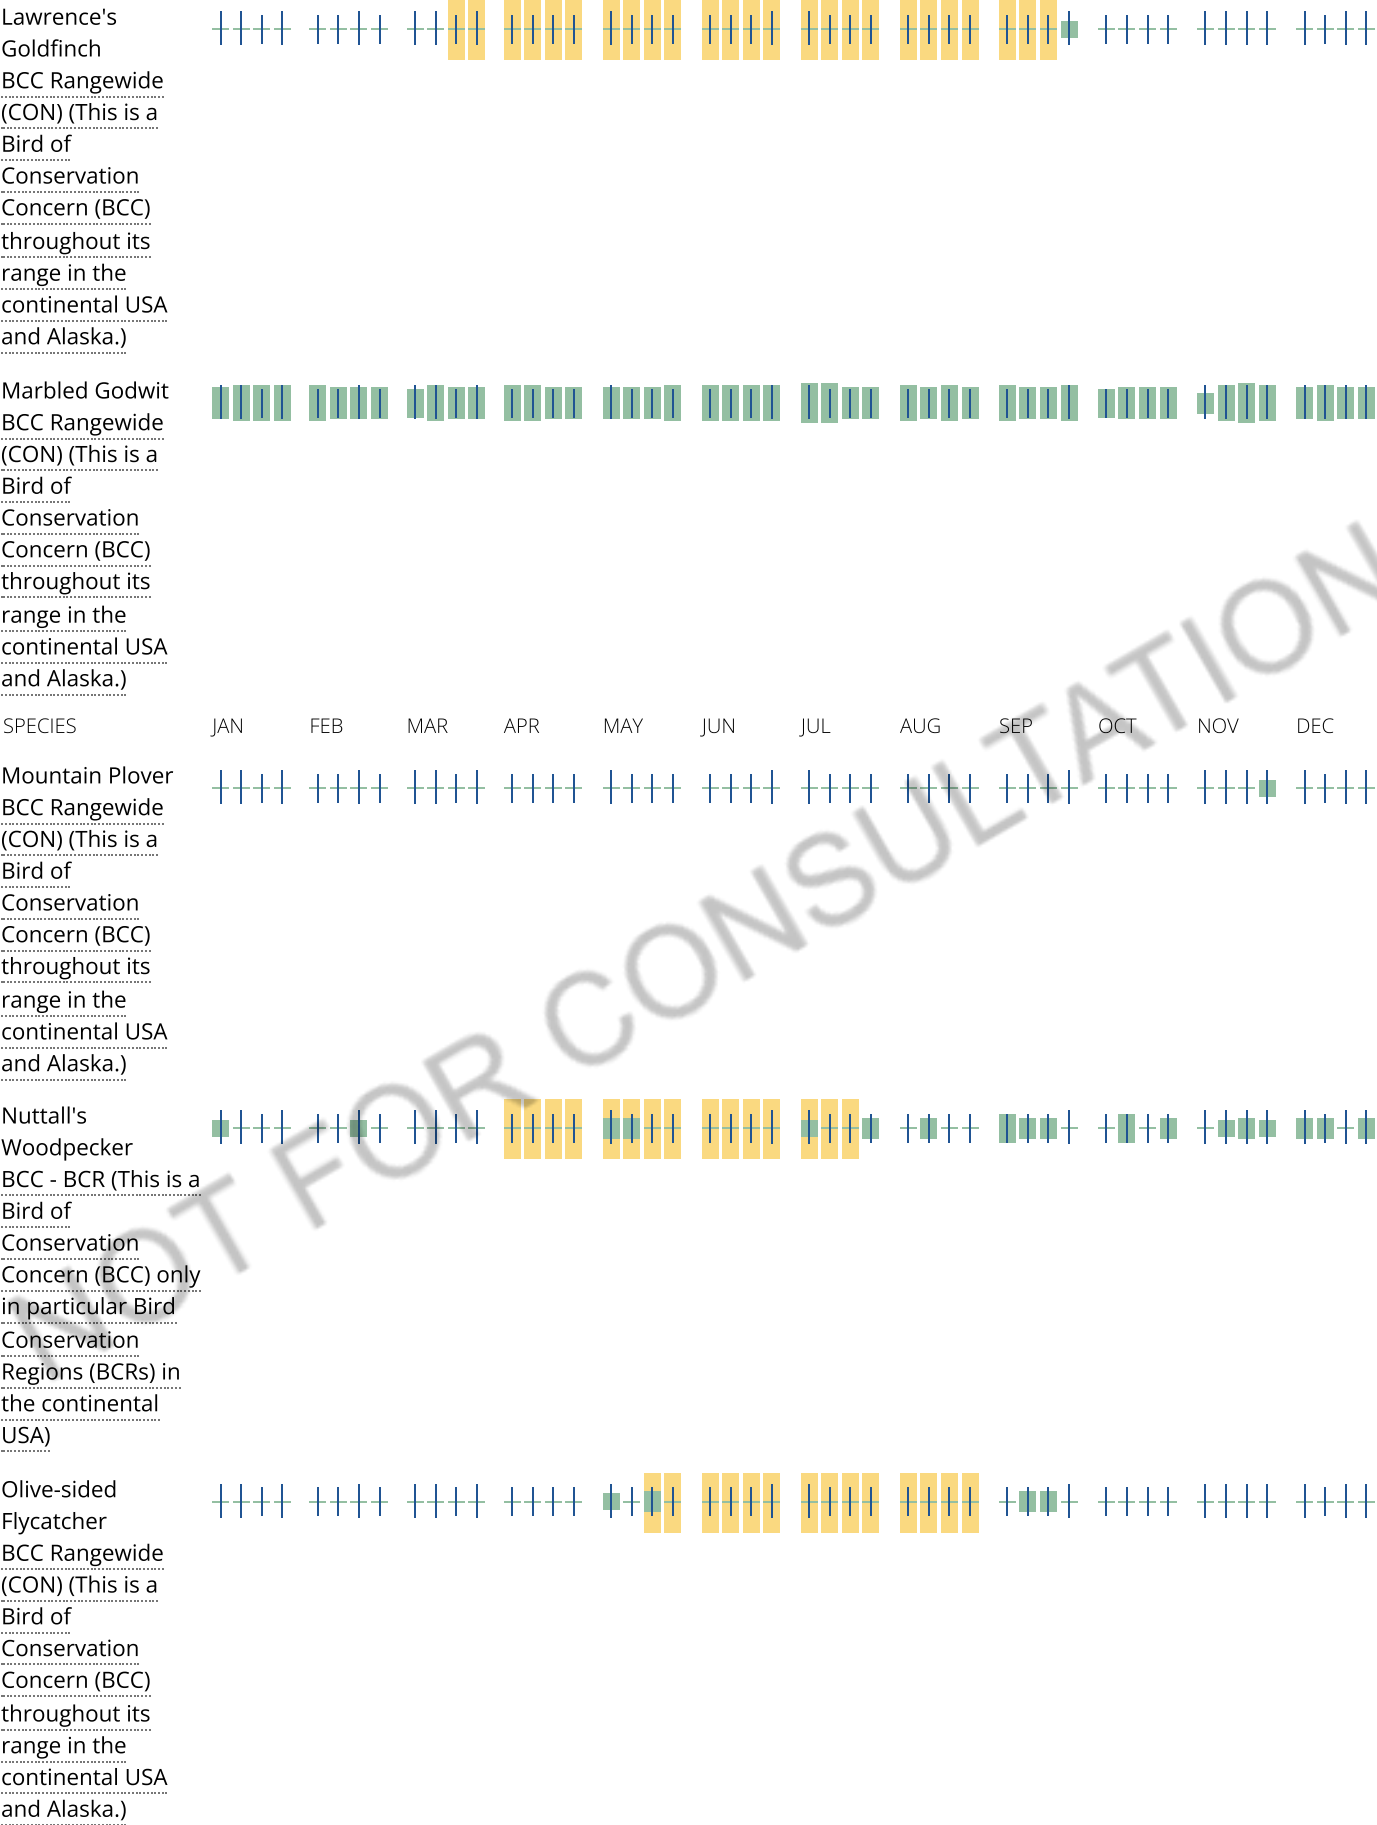 Lawrence's
Goldfinch
BCC Rangewide
(CON) (This is a
Bird of
Conservation
Concern (BCC)
throughout its
range in the
continental USA
and Alaska.)
Marbled Godwit
BCC Rangewide
(CON) (This is a
Bird of
Conservation
Concern (BCC)
throughout its
range in the
continental USA
and Alaska.)
SPECIES JAN FEB MAR APR MAY JUN JUL AUG SEP OCT NOV DEC
Mountain Plover
BCC Rangewide
(CON) (This is a
Bird of
Conservation
Concern (BCC)
throughout its
range in the
continental USA
and Alaska.)
Nuttall's
Woodpecker
BCC - BCR (This is a
Bird of
Conservation
Concern (BCC) only
in particular Bird
Conservation
Regions (BCRs) in
the continental
USA)
Olive-sided
Flycatcher
BCC Rangewide
(CON) (This is a
Bird of
Conservation
Concern (BCC)
throughout its
range in the
continental USA
and Alaska.)
NOT FOR CONSULTATION